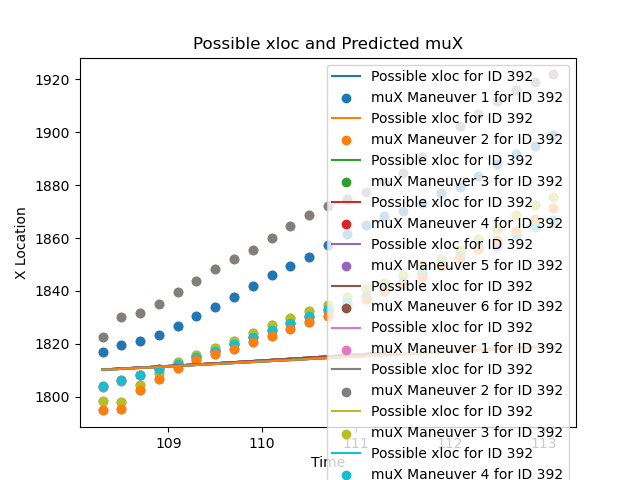 Possible xloc and Predicted muX
X Location
1920
1900
1880
1860
1840
1820
1800
109
110
111
112
113
Time
Possible xloc for ID 392
muX Maneuver 1 for ID 392
Possible xloc for ID 392
muX Maneuver 2 for ID 392
Possible xloc for ID 392
muX Maneuver 3 for ID 392
Possible xloc for ID 392
muX Maneuver 4 for ID 392
Possible xloc for ID 392
muX Maneuver 5 for ID 392
Possible xloc for ID 392
muX Maneuver 6 for ID 392
Possible xloc for ID 392
muX Maneuver 1 for ID 392
Possible xloc for ID 392
muX Maneuver 2 for ID 392
Possible xloc for ID 392
muX Maneuver 3 for ID 392
Possible xloc for ID 392
muX Maneuver 4 for ID 392